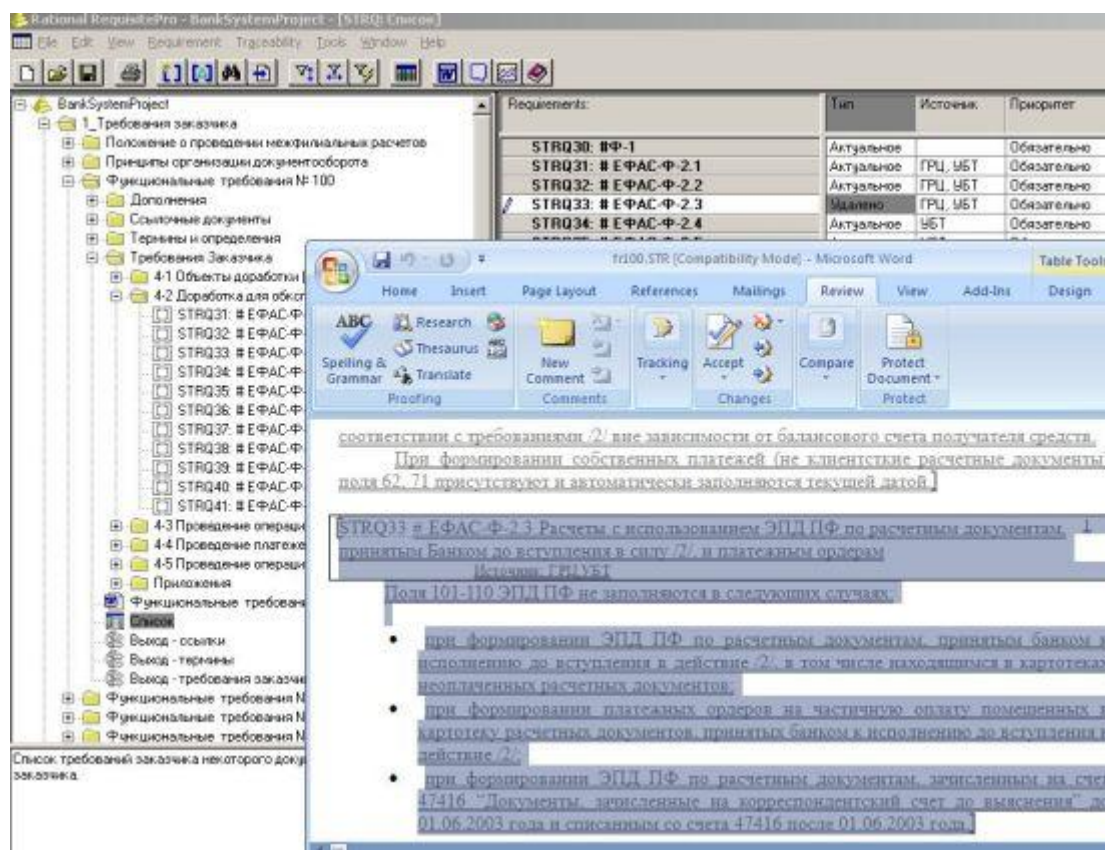 Rational RequisitePro - BankSystemProject - [STRQ: Список]
File Edit View Requirement Traceability Tools Window Help
BankSystemProject
1_Требования заказчика
Положение о проведении межфилиальных расчетов
Принципы организации документооборота
Функциональные требования № 100
Дополнения
Ссылочные документы
Термины и определения
Требования Заказчика
4-1 Объекты доработки
4-2 Доработка для
STRQ31: # ЕФАС-Ф-
STRQ32: # ЕФАС-Ф-
STRQ33: # ЕФАС-Ф-
STRQ34: # ЕФАС-Ф-
STRQ35: # ЕФАС-Ф-
STRQ36: # ЕФАС-Ф-
STRQ37: # ЕФАС-Ф-
STRQ38: # ЕФАС-Ф-
STRQ39: # ЕФАС-Ф-
STRQ40: # ЕФАС-Ф-
STRQ41: # ЕФАС-Ф-
4-3 Проведение операци
4-4 Проведение платеже
4-5 Проведение операци
Приложения
Функциональные требован
Список
Выход - ссылки
Выход - термины
Выход - требования заказчи
Функциональные требования N
Функциональные требования N
Функциональные требования N
Список требований заказчика некоторого доку
заказчика.
Requirements: Тип Источник Приоритет
STRQ30: #Ф-1 Актуальное Обязательно
STRQ31: # ЕФАС-Ф-2.1 Актуальное ГРЦ, УБТ Обязательно
STRQ32: # ЕФАС-Ф-2.2 Актуальное ГРЦ, УБТ Обязательно
STRQ33: # ЕФАС-Ф-2.3 Удалено ГРЦ, УБТ Обязательно
STRQ34: # ЕФАС-Ф-2.4 Актуальное УБТ Обязательно
fr100.STR [Compatibility Mode] - Microsoft Word Table Tools
Home Insert Page Layout References Mailings Review View Add-Ins Design
ABC Spelling & Grammar
Research
Thesaurus
Translate
Proofing
New Comment
Comments
Tracking
Accept
Changes
Compare
Protect Document
Protect
соответствии с требованиями /2/ вне зависимости от балансового счета получателя средств.
При формировании собственных платежей (не клиентсткие расчетные документы)
поля 62, 71 присутствуют и автоматически заполняются текущей датой.]
[STRQ33 # ЕФАС-Ф-2.3 Расчеты с использованием ЭПД ПФ по расчетным документам, 1
принятым Банком до вступления в силу /2/, и платежным ордерам
Источник: ГРЦ,УБТ
Поля 101-110 ЭПД ПФ не заполняются в следующих случаях:
• при формировании ЭПД ПФ по расчетным документам, принятым банком к
исполнению до вступления в действие /2/, в том числе находящимся в картотеках
неоплаченных расчетных документов;
• при формировании платежных ордеров на частичную оплату помещенных в
картотеку расчетных документов, принятых банком к исполнению до вступления в
действие /2/;
• при формировании ЭПД ПФ по расчетным документам, зачисленным на счет
47416 "Документы, зачисленные на корреспондентский счет до выяснения" до
01.06.2003 года и списанным со счета 47416 после 01.06.2003 года.]